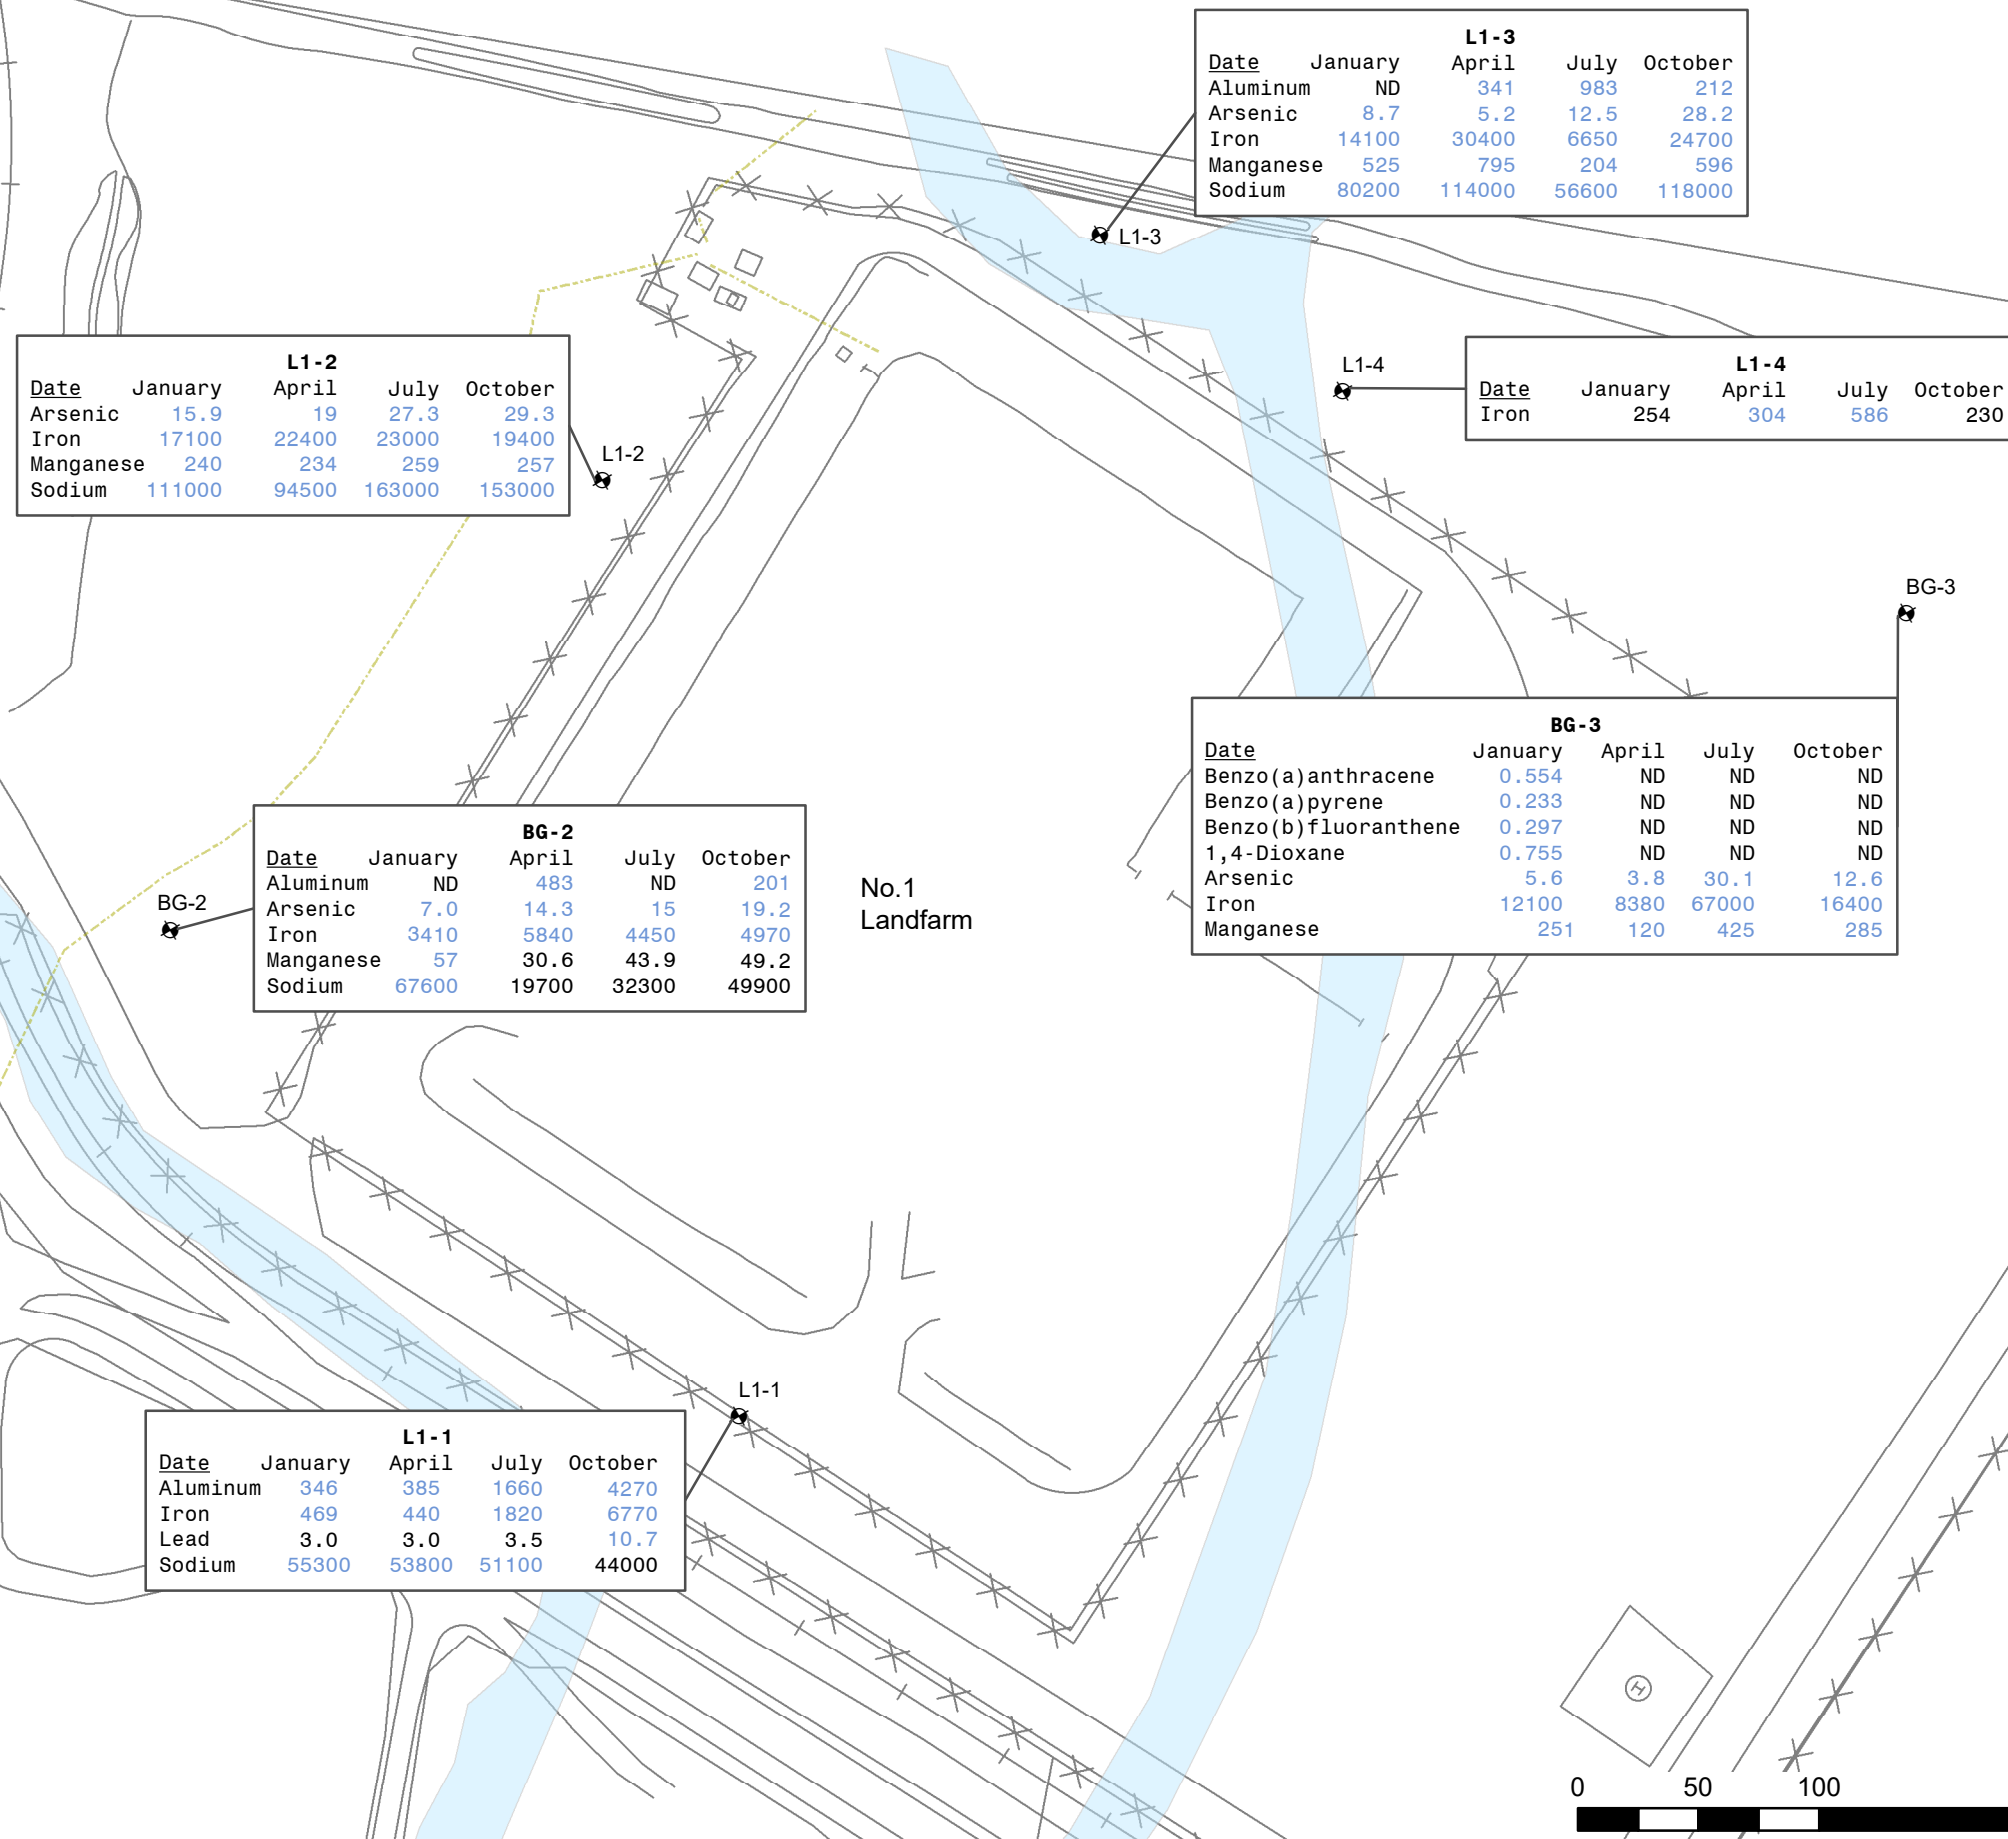 L1-3
Date January April July October
Aluminum ND 341 983 212
Arsenic 8.7 5.2 12.5 28.2
Iron 14100 30400 6650 24700
Manganese 525 795 204 596
Sodium 80200 114000 56600 118000
L1-3
L1-2
Date January April July October
Arsenic 15.9 19 27.3 29.3
Iron 17100 22400 23000 19400
Manganese 240 234 259 257
Sodium 111000 94500 163000 153000
L1-2
L1-4
L1-4
Date January April July October
Iron 254 304 586 230
BG-3
BG-3
Date January April July October
Benzo(a)anthracene 0.554 ND ND ND
Benzo(a)pyrene 0.233 ND ND ND
Benzo(b)fluoranthene 0.297 ND ND ND
1,4-Dioxane 0.755 ND ND ND
Arsenic 5.6 3.8 30.1 12.6
Iron 12100 8380 67000 16400
Manganese 251 120 425 285
BG-2
BG-2
Date January April July October
Aluminum ND 483 ND 201
Arsenic 7.0 14.3 15 19.2
Iron 3410 5840 4450 4970
Manganese 57 30.6 43.9 49.2
Sodium 67600 19700 32300 49900
No.1
Landfarm
L1-1
L1-1
Date January April July October
Aluminum 346 385 1660 4270
Iron 469 440 1820 6770
Lead 3.0 3.0 3.5 10.7
Sodium 55300 53800 51100 44000
H
0 50 100